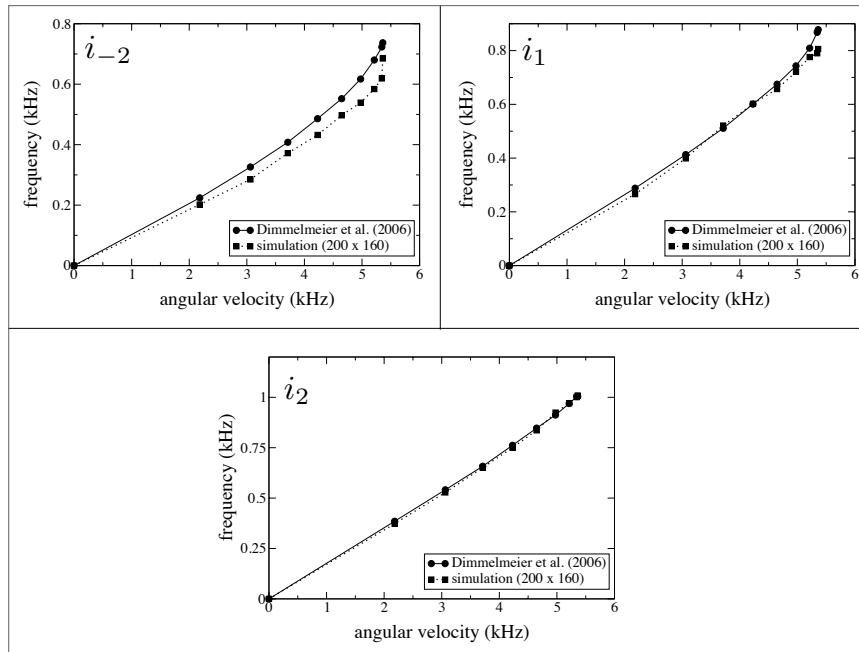 i−2
frequency (kHz)
0.8
0.6
0.4
0.2
0
0 1 2 3 4 5 6
angular velocity (kHz)
Dimmelmeier et al. (2006)
simulation (200 x 160)
i1
frequency (kHz)
0.8
0.6
0.4
0.2
0
0 1 2 3 4 5 6
angular velocity (kHz)
Dimmelmeier et al. (2006)
simulation (200 x 160)
i2
frequency (kHz)
1
0.75
0.5
0.25
0
0 1 2 3 4 5 6
angular velocity (kHz)
Dimmelmeier et al. (2006)
simulation (200 x 160)